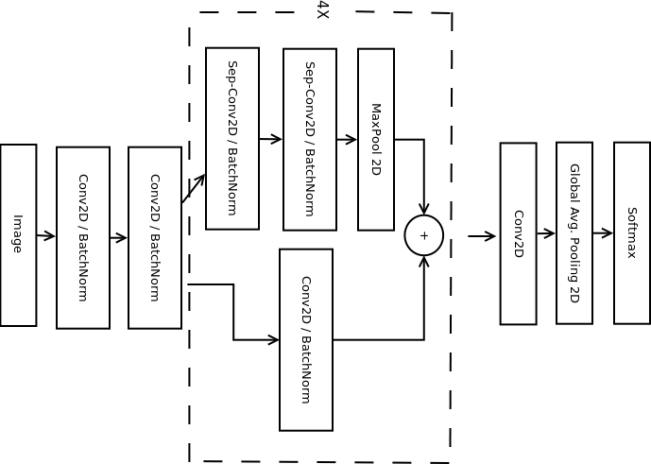 4X
Image
Conv2D / BatchNorm
Conv2D / BatchNorm
Sep-Conv2D / BatchNorm
Sep-Conv2D / BatchNorm
MaxPool 2D
Conv2D / BatchNorm
+
Conv2D
Global Avg. Pooling 2D
Softmax